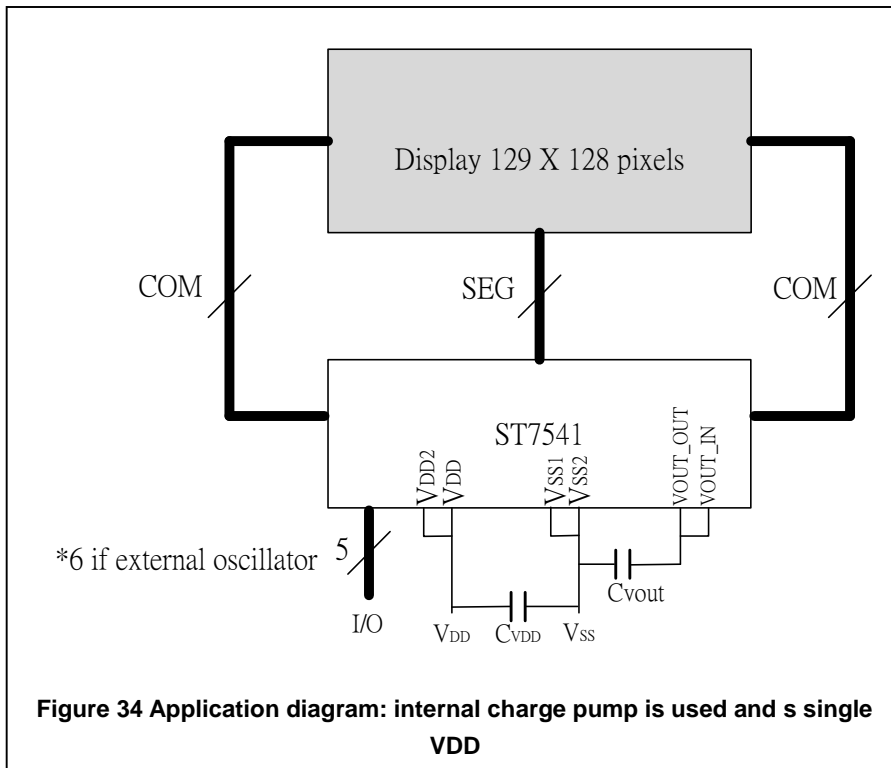 Display 129 X 128 pixels
COM
SEG
COM
ST7541
VDD2
VDD
VSS1
VSS2
VOUT_OUT
VOUT_IN
*6 if external oscillator
5
I/O
VDD
CVDD
VSS
Cvout
Figure 34 Application diagram: internal charge pump is used and s single
VDD